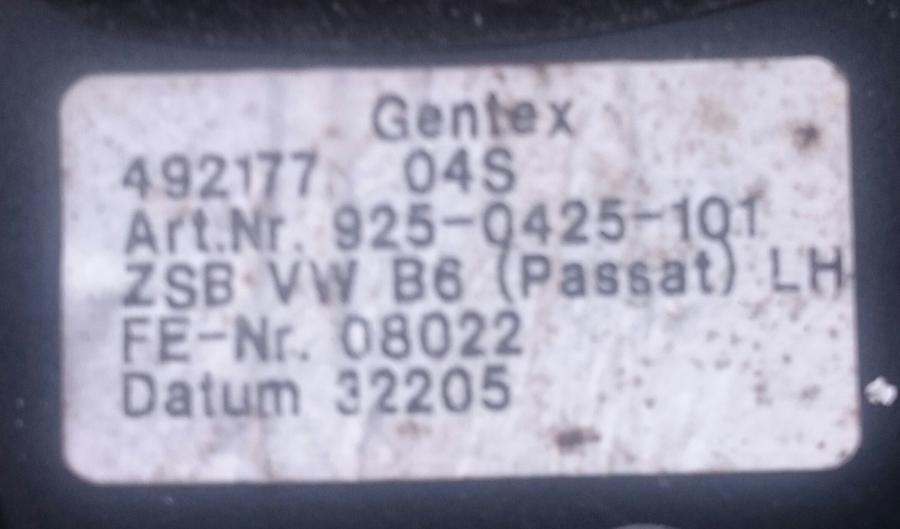 Gentex
492177 04S
Art.Nr. 925-0425-101
ZSB VW B6 (Passat) LH
FE-Nr. 08022
Datum 32205